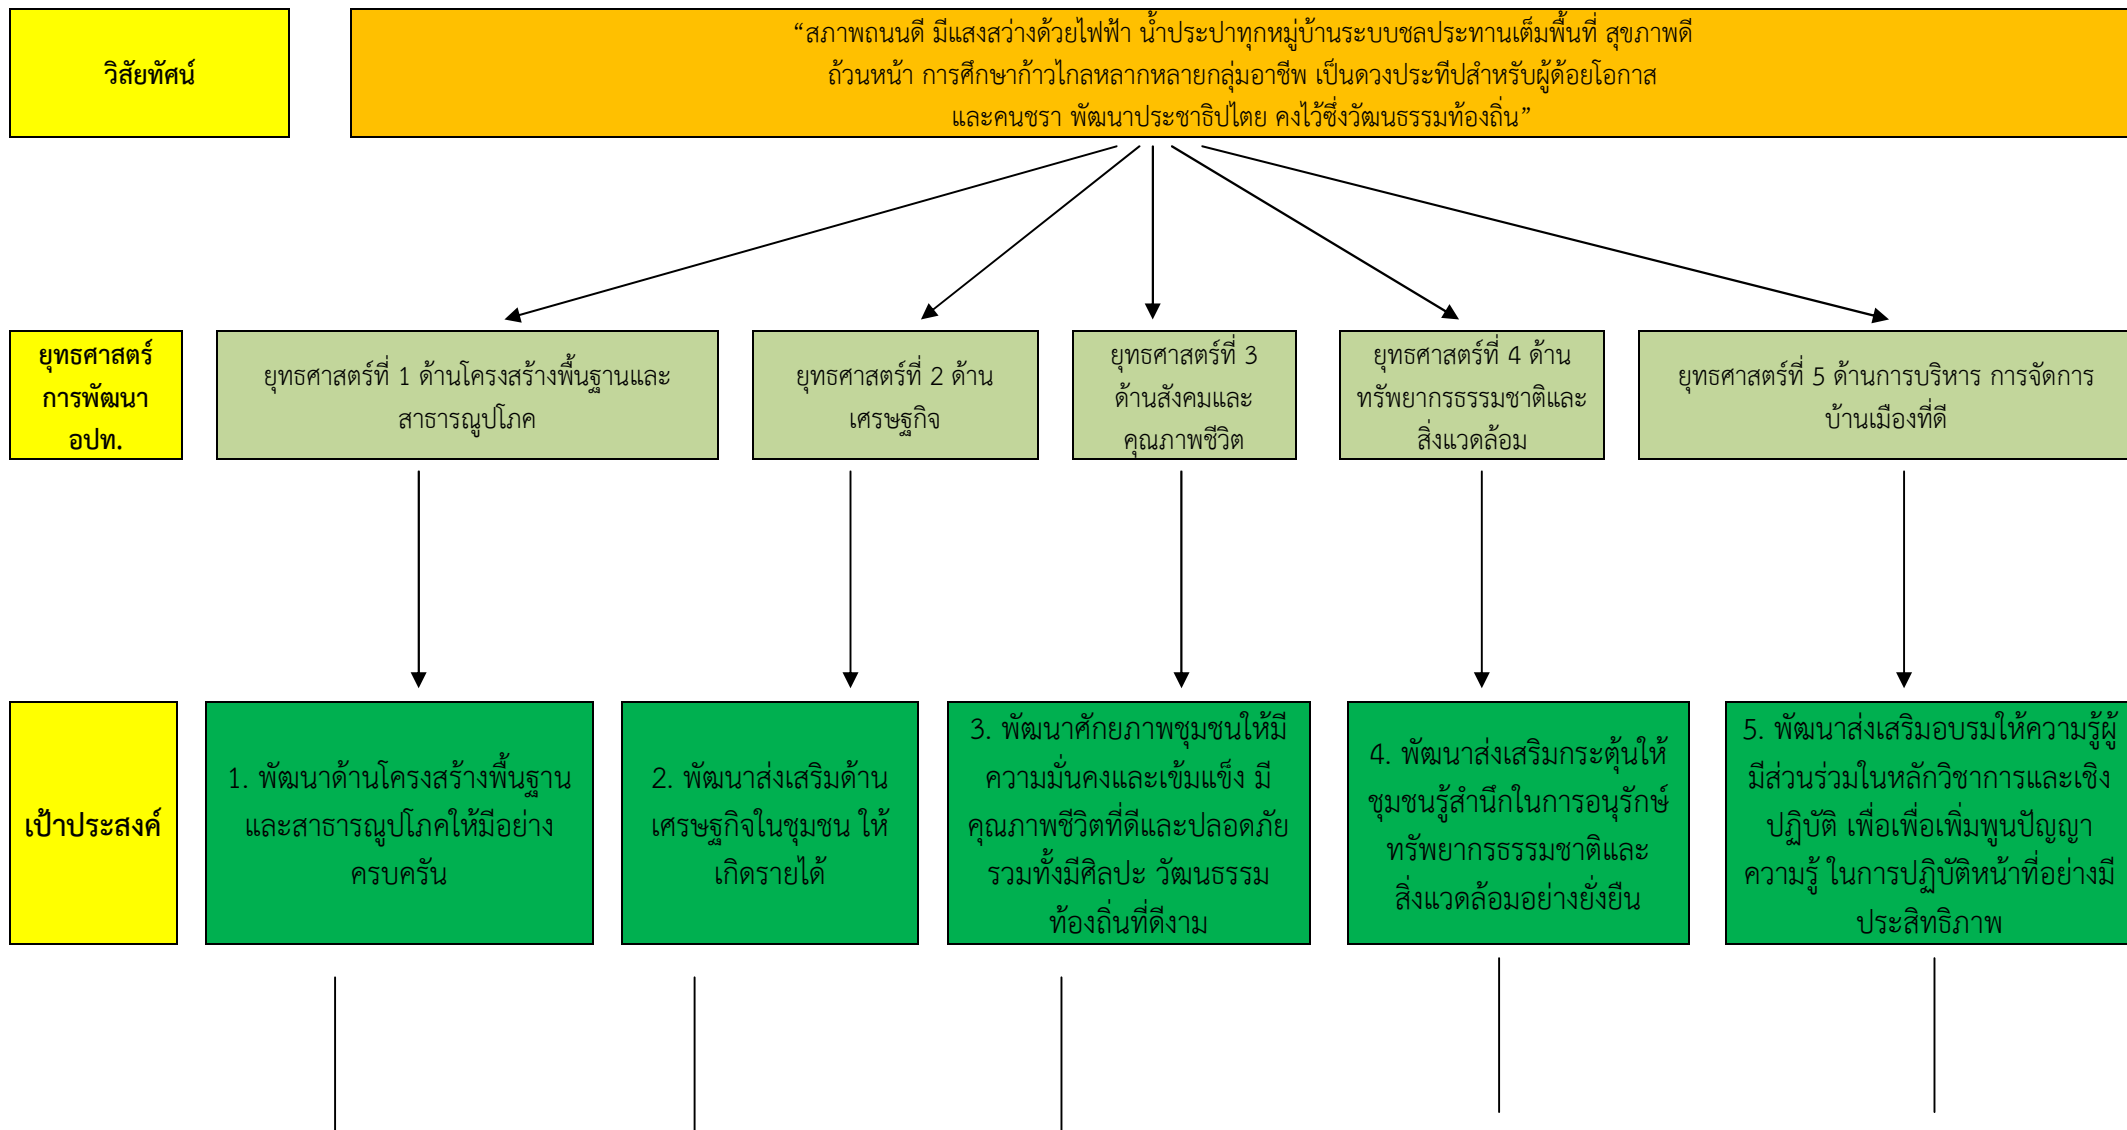 วิสัยทัศน์
“สภาพถนนดี มีแสงสว่างด้วยไฟฟ้า น้ำประปาทุกหมู่บ้านระบบชลประทานเต็มพื้นที่ สุขภาพดี
ถ้วนหน้า การศึกษาก้าวไกลหลากหลายกลุ่มอาชีพ เป็นดวงประทีปสำหรับผู้ด้อยโอกาส
และคนชรา พัฒนาประชาธิปไตย คงไว้ซึ่งวัฒนธรรมท้องถิ่น”
ยุทธศาสตร์
การพัฒนา
อปท.
ยุทธศาสตร์ที่ 1 ด้านโครงสร้างพื้นฐานและ
สาธารณูปโภค
ยุทธศาสตร์ที่ 2 ด้าน
เศรษฐกิจ
ยุทธศาสตร์ที่ 3
ด้านสังคมและ
คุณภาพชีวิต
ยุทธศาสตร์ที่ 4 ด้าน
ทรัพยากรธรรมชาติและ
สิ่งแวดล้อม
ยุทธศาสตร์ที่ 5 ด้านการบริหาร การจัดการ
บ้านเมืองที่ดี
เป้าประสงค์
1. พัฒนาด้านโครงสร้างพื้นฐาน
และสาธารณูปโภคให้มีอย่าง
ครบครัน
2. พัฒนาส่งเสริมด้าน
เศรษฐกิจในชุมชน ให้
เกิดรายได้
3. พัฒนาศักยภาพชุมชนให้มี
ความมั่นคงและเข้มแข็ง มี
คุณภาพชีวิตที่ดีและปลอดภัย
รวมทั้งมีศิลปะ วัฒนธรรม
ท้องถิ่นที่ดีงาม
4. พัฒนาส่งเสริมกระตุ้นให้
ชุมชนรู้สำนึกในการอนุรักษ์
ทรัพยากรธรรมชาติและ
สิ่งแวดล้อมอย่างยั่งยืน
5. พัฒนาส่งเสริมอบรมให้ความรู้ผู้
มีส่วนร่วมในหลักวิชาการและเชิง
ปฏิบัติ เพื่อเพื่อเพิ่มพูนปัญญา
ความรู้ ในการปฏิบัติหน้าที่อย่างมี
ประสิทธิภาพ